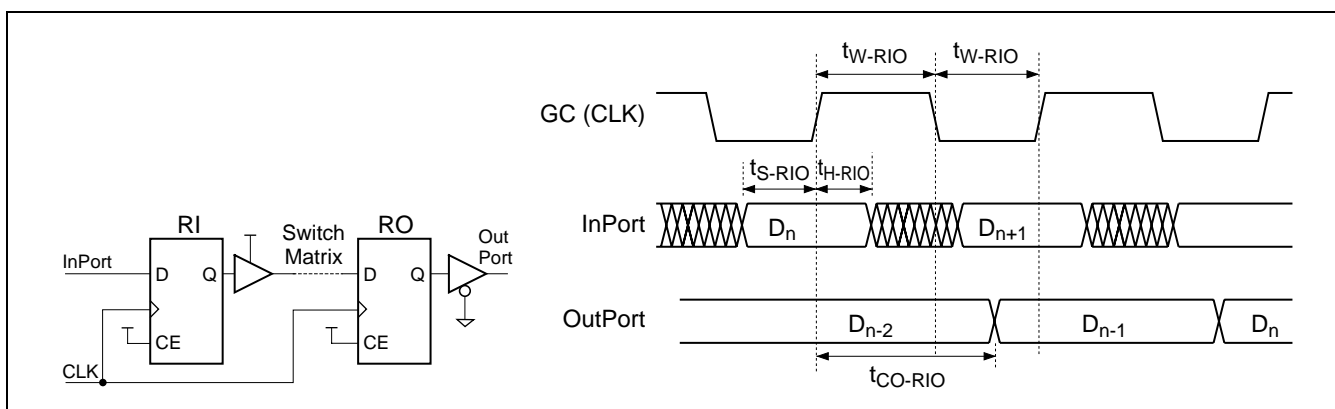 RI
InPort
D
Q
CE
CLK
Switch
Matrix
RO
D
Q
CE
Out
Port
tW-RIO
tW-RIO
GC (CLK)
tS-RIO
tH-RIO
InPort
Dn
Dn+1
OutPort
Dn-2
Dn-1
Dn
tCO-RIO